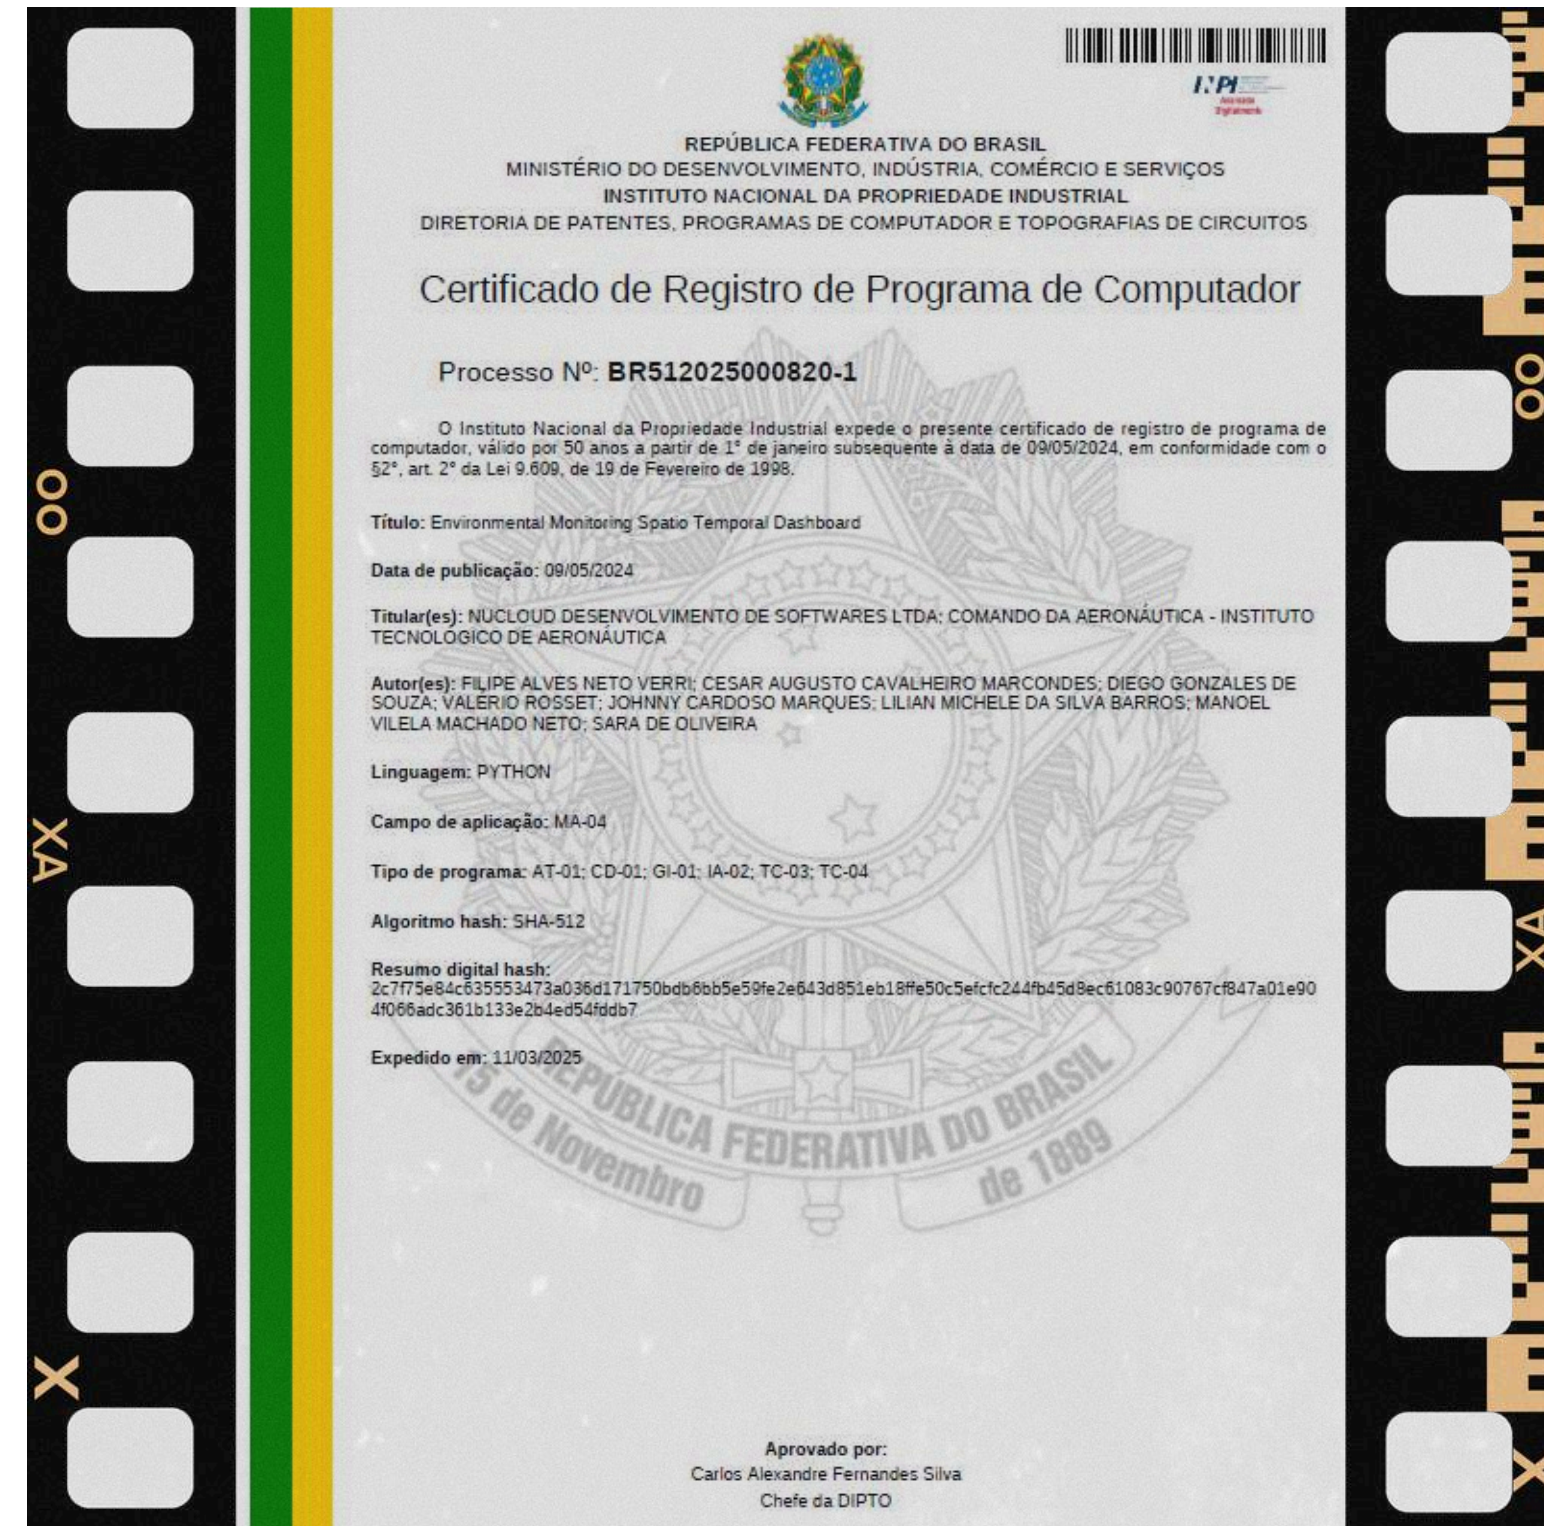 INPI
Assinado
Digitalmente
REPÚBLICA FEDERATIVA DO BRASIL
MINISTÉRIO DO DESENVOLVIMENTO, INDÚSTRIA, COMÉRCIO E SERVIÇOS
INSTITUTO NACIONAL DA PROPRIEDADE INDUSTRIAL
DIRETORIA DE PATENTES, PROGRAMAS DE COMPUTADOR E TOPOGRAFIAS DE CIRCUITOS
Certificado de Registro de Programa de Computador
Processo Nº: BR512025000820-1
O Instituto Nacional da Propriedade Industrial expede o presente certificado de registro de programa de
computador, válido por 50 anos a partir de 1° de janeiro subsequente à data de 09/05/2024, em conformidade com o
§2°, art. 2° da Lei 9.609, de 19 de Fevereiro de 1998.
Título: Environmental Monitoring Spatio Temporal Dashboard
Data de publicação: 09/05/2024
Titular(es): NUCLOUD DESENVOLVIMENTO DE SOFTWARES LTDA; COMANDO DA AERONÁUTICA - INSTITUTO
TECNOLOGICO DE AERONÁUTICA
Autor(es): FILIPE ALVES NETO VERRI; CESAR AUGUSTO CAVALHEIRO MARCONDES; DIEGO GONZALES DE
SOUZA; VALÉRIO ROSSET; JOHNNY CARDOSO MARQUES; LILIAN MICHELE DA SILVA BARROS; MANOEL
VILELA MACHADO NETO; SARA DE OLIVEIRA
Linguagem: PYTHON
Campo de aplicação: MA-04
Tipo de programa: AT-01; CD-01; GI-01; IA-02; TC-03; TC-04
Algoritmo hash: SHA-512
Resumo digital hash:
2c7f75e84c635553473a036d171750bdb6bb5e59fe2e643d851eb18ffe50c5efcfc244fb45d8ec61083c90767cf847a01e90
4f066adc361b133e2b4ed54fddb7
Expedido em: 11/03/2025
REPÚBLICA FEDERATIVA DO BRASIL
15 de Novembro de 1889
Aprovado por:
Carlos Alexandre Fernandes Silva
Chefe da DIPTO
OO
XA
X
OO
XA
X